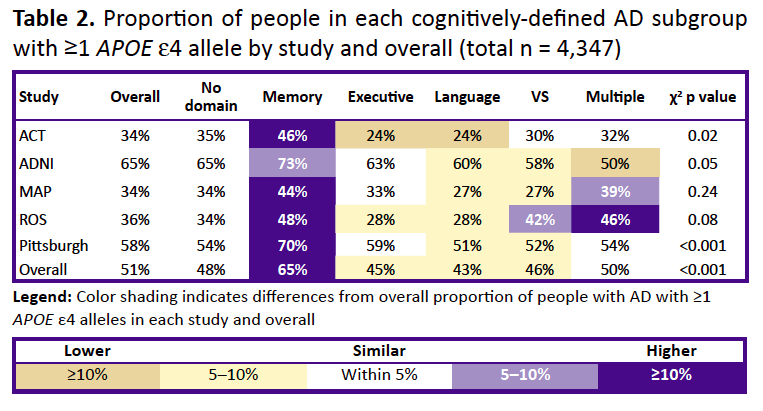 Table 2. Proportion of people in each cognitively-defined AD subgroup
with ≥1 APOE ε4 allele by study and overall (total n = 4,347)
Study Overall No domain Memory Executive Language VS Multiple χ² p value
ACT 34% 35% 46% 24% 24% 30% 32% 0.02
ADNI 65% 65% 73% 63% 60% 58% 50% 0.05
MAP 34% 34% 44% 33% 27% 27% 39% 0.24
ROS 36% 34% 48% 28% 28% 42% 46% 0.08
Pittsburgh 58% 54% 70% 59% 51% 52% 54% <0.001
Overall 51% 48% 65% 45% 43% 46% 50% <0.001
Legend: Color shading indicates differences from overall proportion of people with AD with ≥1
APOE ε4 alleles in each study and overall
Lower Similar Higher
≥10% 5–10% Within 5% 5–10% ≥10%